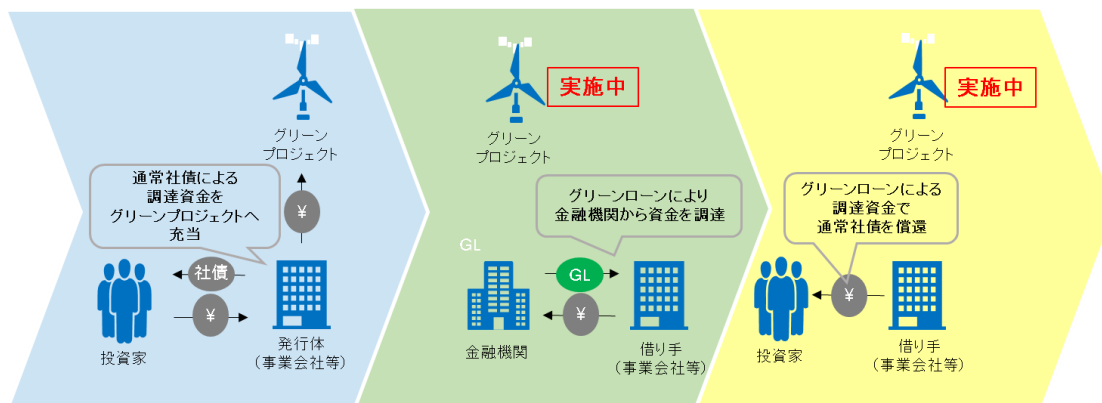 グリーン
プロジェクト
通常社債による
調達資金を
グリーンプロジェクトへ
充当
¥
社債
¥
投資家
発行体
（事業会社等）
実施中
グリーン
プロジェクト
グリーンローンにより
金融機関から資金を調達
GL
GL
¥
金融機関
借り手
（事業会社等）
実施中
グリーン
プロジェクト
グリーンローンによる
調達資金で
通常社債を償還
¥
投資家
借り手
（事業会社等）